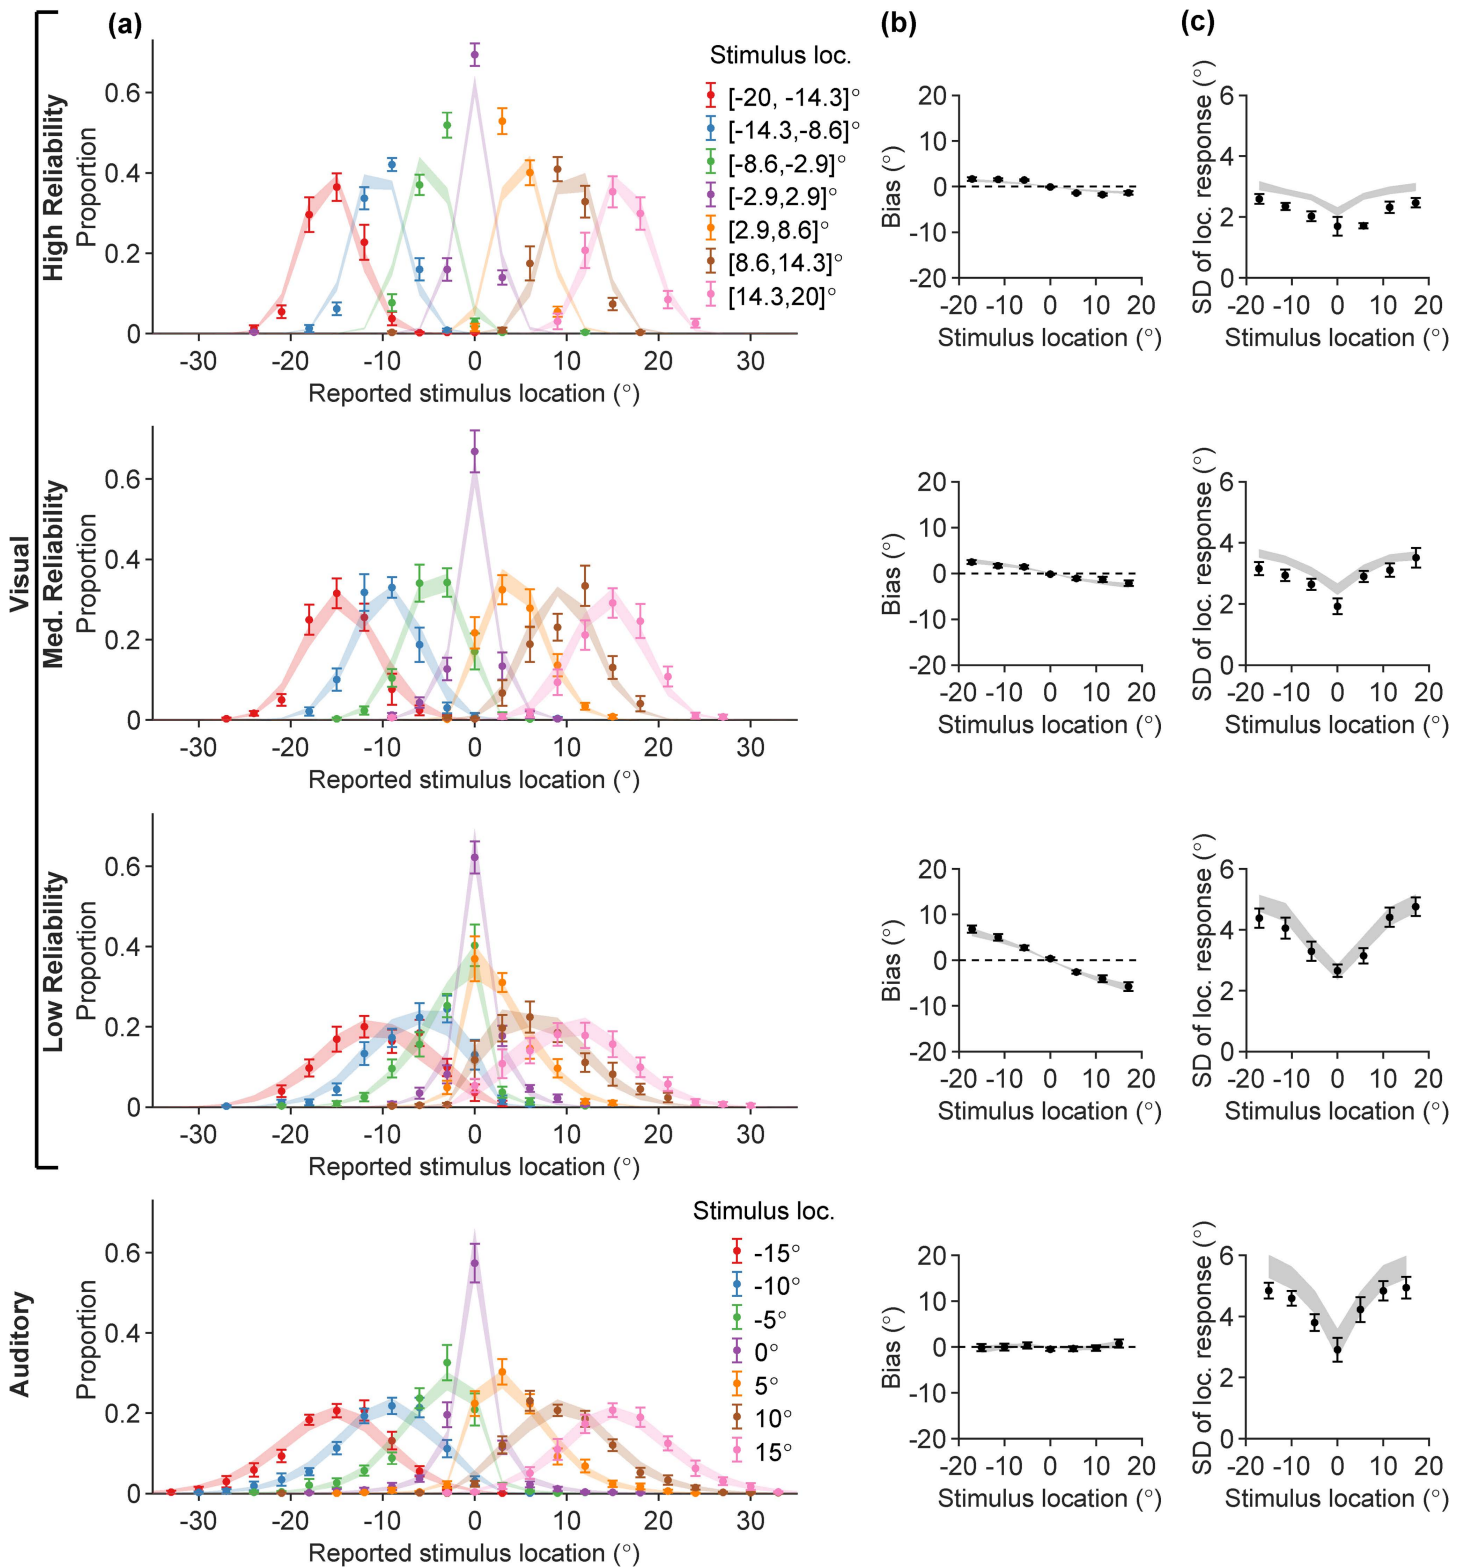 (a)
(b)
(c)
Visual
High Reliability
Proportion
0.6
0.4
0.2
0
-30 -20 -10 0 10 20 30
Reported stimulus location (°)
Stimulus loc.
[-20, -14.3]°
[-14.3,-8.6]°
[-8.6,-2.9]°
[-2.9,2.9]°
[2.9,8.6]°
[8.6,14.3]°
[14.3,20]°
Bias (°)
20
10
0
-10
-20
-20 -10 0 10 20
Stimulus location (°)
SD of loc. response (°)
6
4
2
0
-20 -10 0 10 20
Stimulus location (°)
Med. Reliability
Proportion
0.6
0.4
0.2
0
-30 -20 -10 0 10 20 30
Reported stimulus location (°)
Bias (°)
20
10
0
-10
-20
-20 -10 0 10 20
Stimulus location (°)
SD of loc. response (°)
6
4
2
0
-20 -10 0 10 20
Stimulus location (°)
Low Reliability
Proportion
0.6
0.4
0.2
0
-30 -20 -10 0 10 20 30
Reported stimulus location (°)
Bias (°)
20
10
0
-10
-20
-20 -10 0 10 20
Stimulus location (°)
SD of loc. response (°)
6
4
2
0
-20 -10 0 10 20
Stimulus location (°)
Auditory
Proportion
0.6
0.4
0.2
0
-30 -20 -10 0 10 20 30
Reported stimulus location (°)
Stimulus loc.
-15°
-10°
-5°
0°
5°
10°
15°
Bias (°)
20
10
0
-10
-20
-20 -10 0 10 20
Stimulus location (°)
SD of loc. response (°)
6
4
2
0
-20 -10 0 10 20
Stimulus location (°)